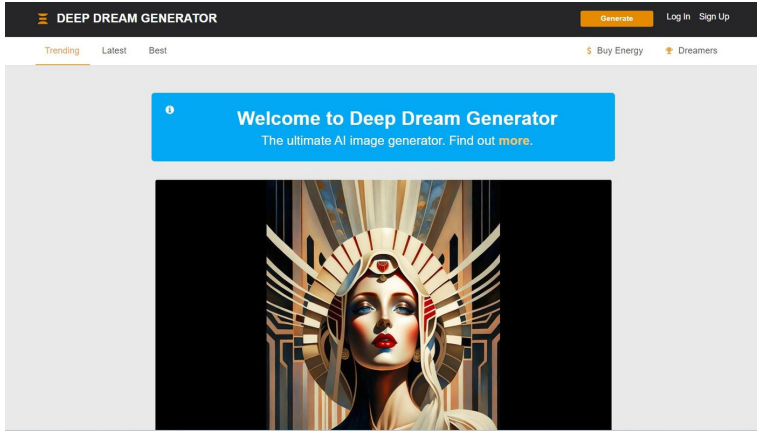 DEEP DREAM GENERATOR
Generate
Log In
Sign Up
Trending
Latest
Best
$ Buy Energy
Dreamers
Welcome to Deep Dream Generator
The ultimate AI image generator. Find out more.